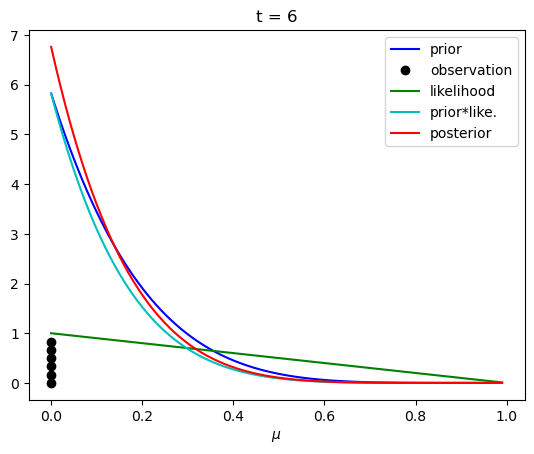 t = 6
prior
observation
likelihood
prior*like.
posterior
7
6
5
4
3
2
1
0
0.0 0.2 0.4 0.6 0.8 1.0
μ